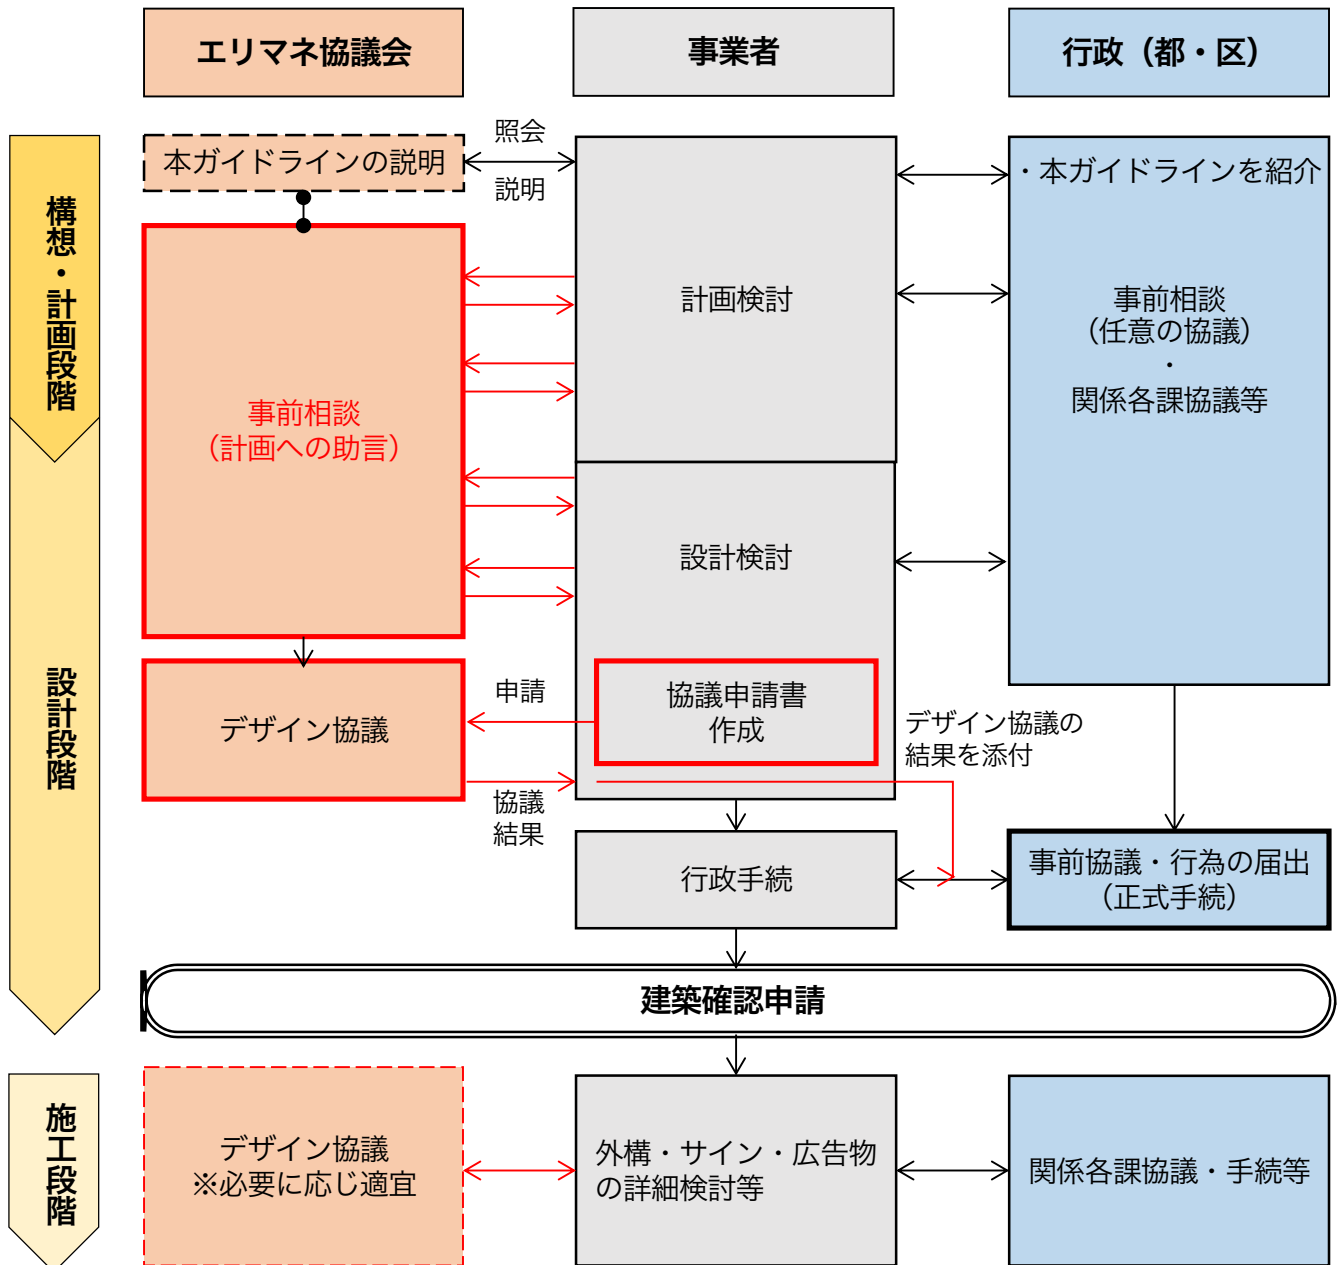 エリマネ協議会
事業者
行政（都・区）
構想・計画段階
本ガイドラインの説明
照会
説明
・本ガイドラインを紹介
計画検討
事前相談
（任意の協議）
・
関係各課協議等
事前相談
（計画への助言）
設計段階
設計検討
デザイン協議
申請
協議申請書
作成
デザイン協議の
結果を添付
協議
結果
行政手続
事前協議・行為の届出
（正式手続）
建築確認申請
施工段階
デザイン協議
※必要に応じ適宜
外構・サイン・広告物
の詳細検討等
関係各課協議・手続等